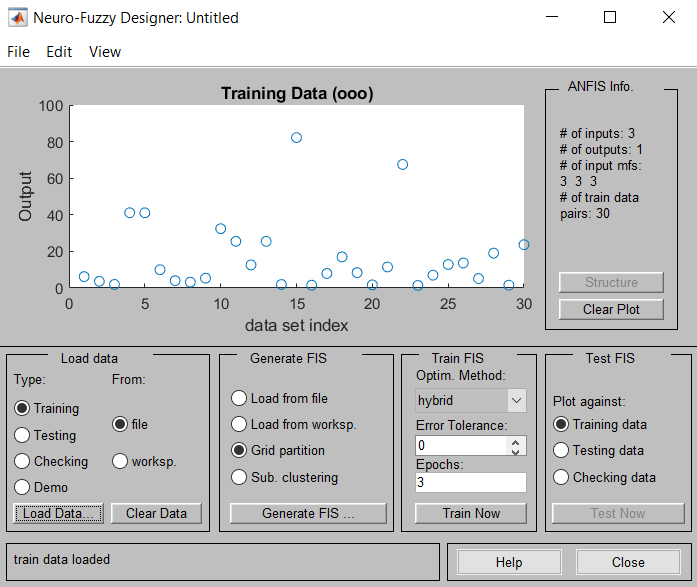 Neuro-Fuzzy Designer: Untitled
File Edit View
Training Data (ooo)
100
80
60
40
20
0
Output
0 5 10 15 20 25 30
data set index
ANFIS Info.
# of inputs: 3
# of outputs: 1
# of input mfs:
3 3 3
# of train data
pairs: 30
Structure
Clear Plot
Load data
Type:
From:
Training
Testing
Checking
Demo
file
worksp.
Load Data...
Clear Data
Generate FIS
Load from file
Load from worksp.
Grid partition
Sub. clustering
Generate FIS ...
Train FIS
Optim. Method:
hybrid
Error Tolerance:
0
Epochs:
3
Train Now
Test FIS
Plot against:
Training data
Testing data
Checking data
Test Now
train data loaded
Help
Close